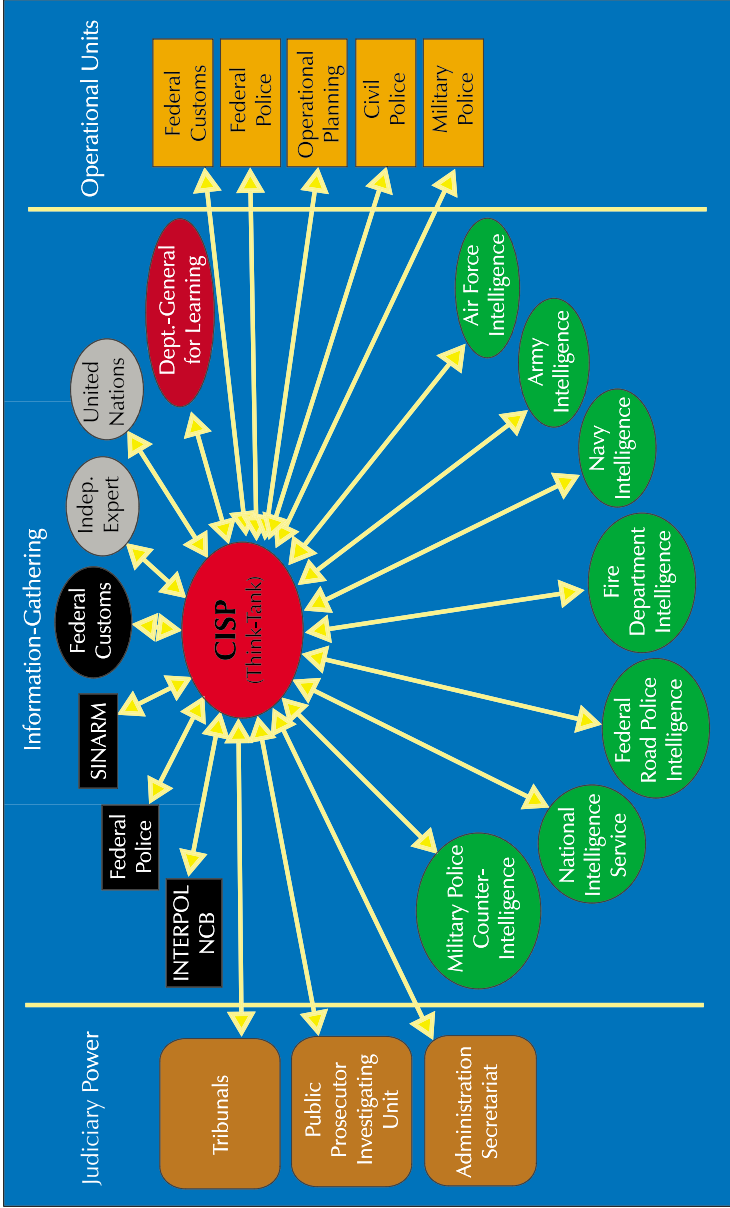 Judiciary Power
Information-Gathering
Operational Units
Tribunals
Public
Prosecutor
Investigating
Unit
Administration
Secretariat
INTERPOL
NCB
Federal
Police
SINARM
Federal
Customs
Indep.
Expert
United
Nations
Dept.-General
for Learning
CISP
(Think-Tank)
Military Police
Counter-
Intelligence
National
Intelligence
Service
Federal
Road Police
Intelligence
Fire
Department
Intelligence
Navy
Intelligence
Army
Intelligence
Air Force
Intelligence
Federal
Customs
Federal
Police
Operational
Planning
Civil
Police
Military
Police